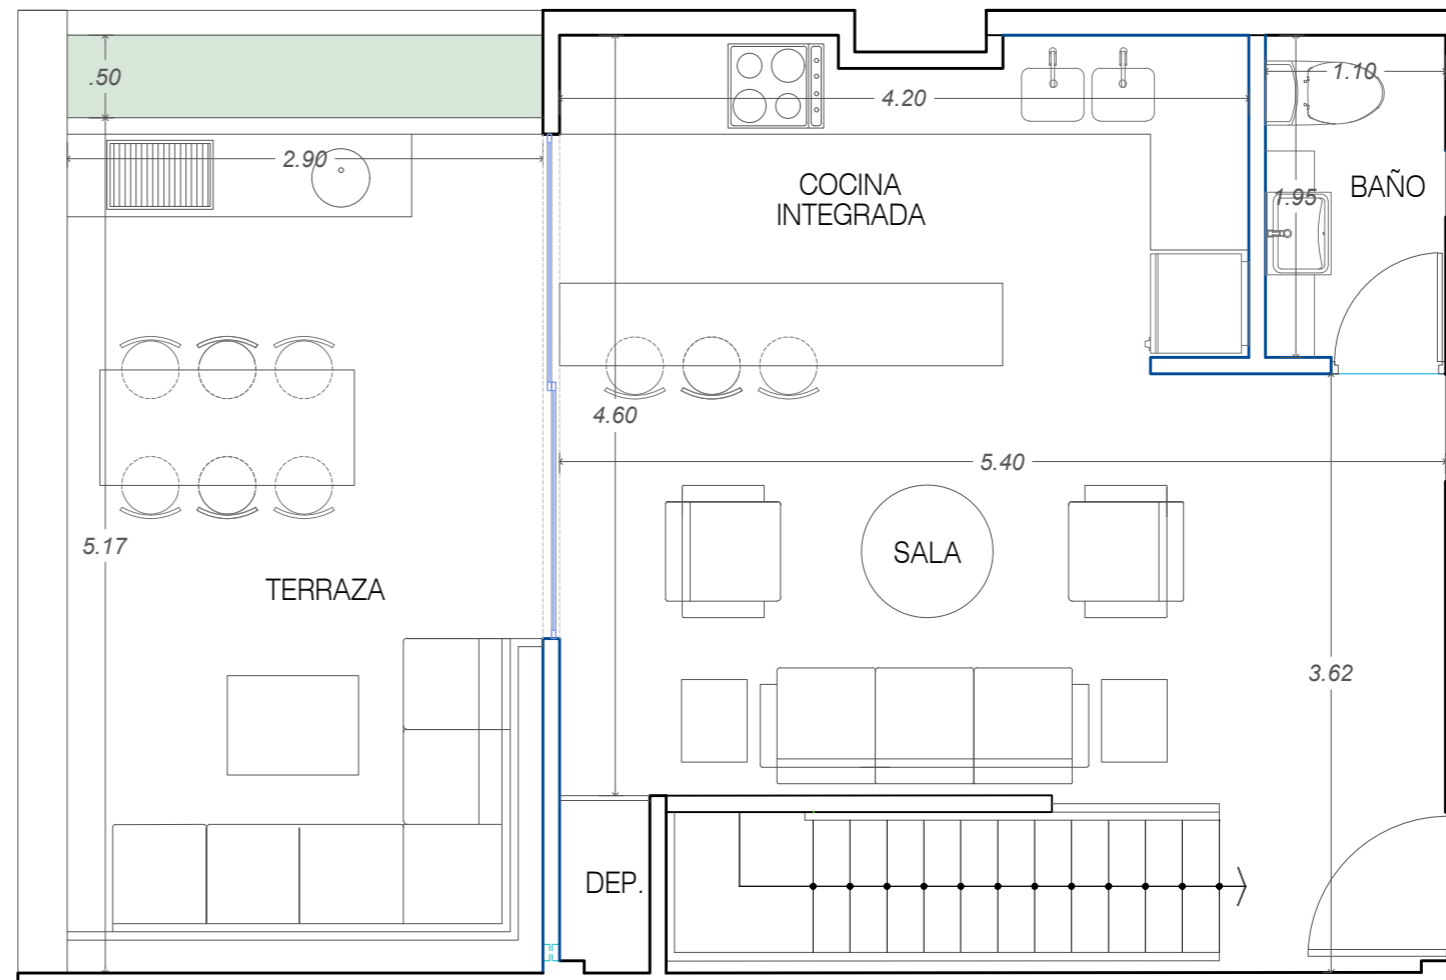 .50
1.10
4.20
2.90
COCINA
INTEGRADA
BAÑO
1.95
4.60
5.40
5.17
SALA
TERRAZA
3.62
DEP.